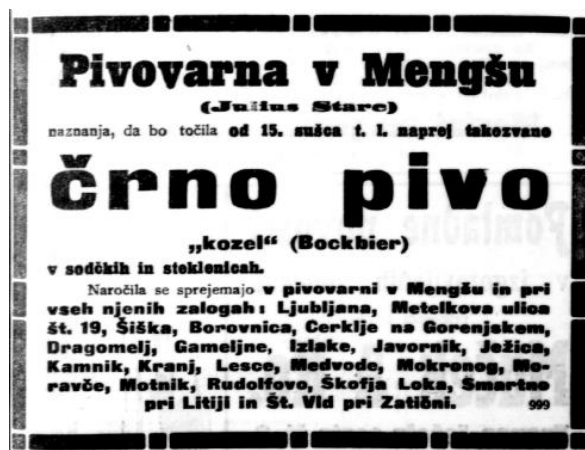 Pivovarna v Mengšu
(Julius Stare)
naznanja, da bo točila od 15. sušca t. l. naprej takozvano
črno pivo
„kozel“ (Bockbier)
v sodčkih in steklenicah.
Naročila se sprejemajo v pivovarni v Mengšu in pri
vseh njenih zalogah: Ljubljana, Metelkova ulica
št. 19, Šiška, Borovnica, Cerklje na Gorenjskem,
Dragomelj, Gameljne, Izlake, Javornik, Ježica,
Kamnik, Kranj, Lesce, Medvode, Mokronog, Mo-
ravče, Motnik, Rudolfovo, Škofja Loka, Šmartno
pri Litiji in Št. Vid pri Zatični. 999